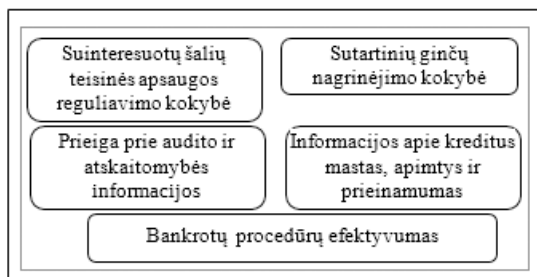 Suinteresuotų šalių
teisinės apsaugos
reguliavimo kokybė
Sutartinių ginčų
nagrinėjimo kokybė
Prieiga prie audito ir
atskaitomybės
informacijos
Informacijos apie kreditus
mastas, apimtys ir
prieinamumas
Bankrotų procedūrų efektyvumas